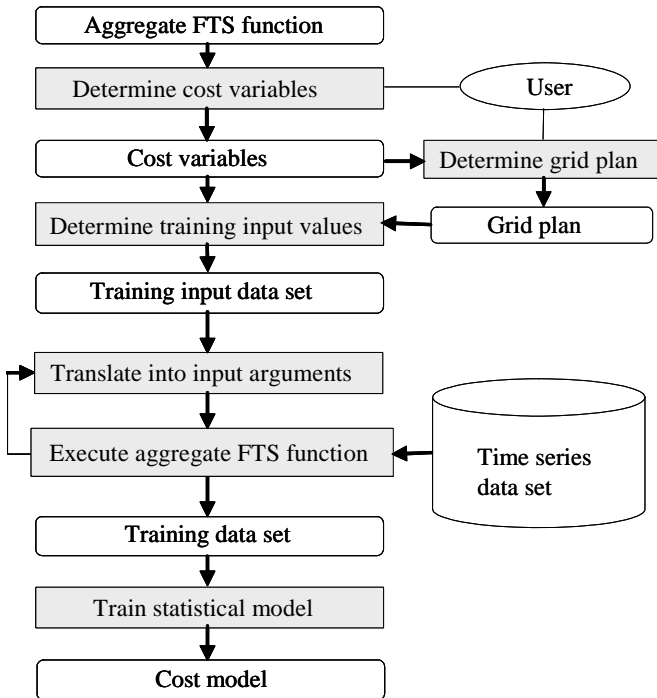 Aggregate FTS function
Determine cost variables
User
Cost variables
Determine grid plan
Determine training input values
Grid plan
Training input data set
Translate into input arguments
Execute aggregate FTS function
Time series
data set
Training data set
Train statistical model
Cost model